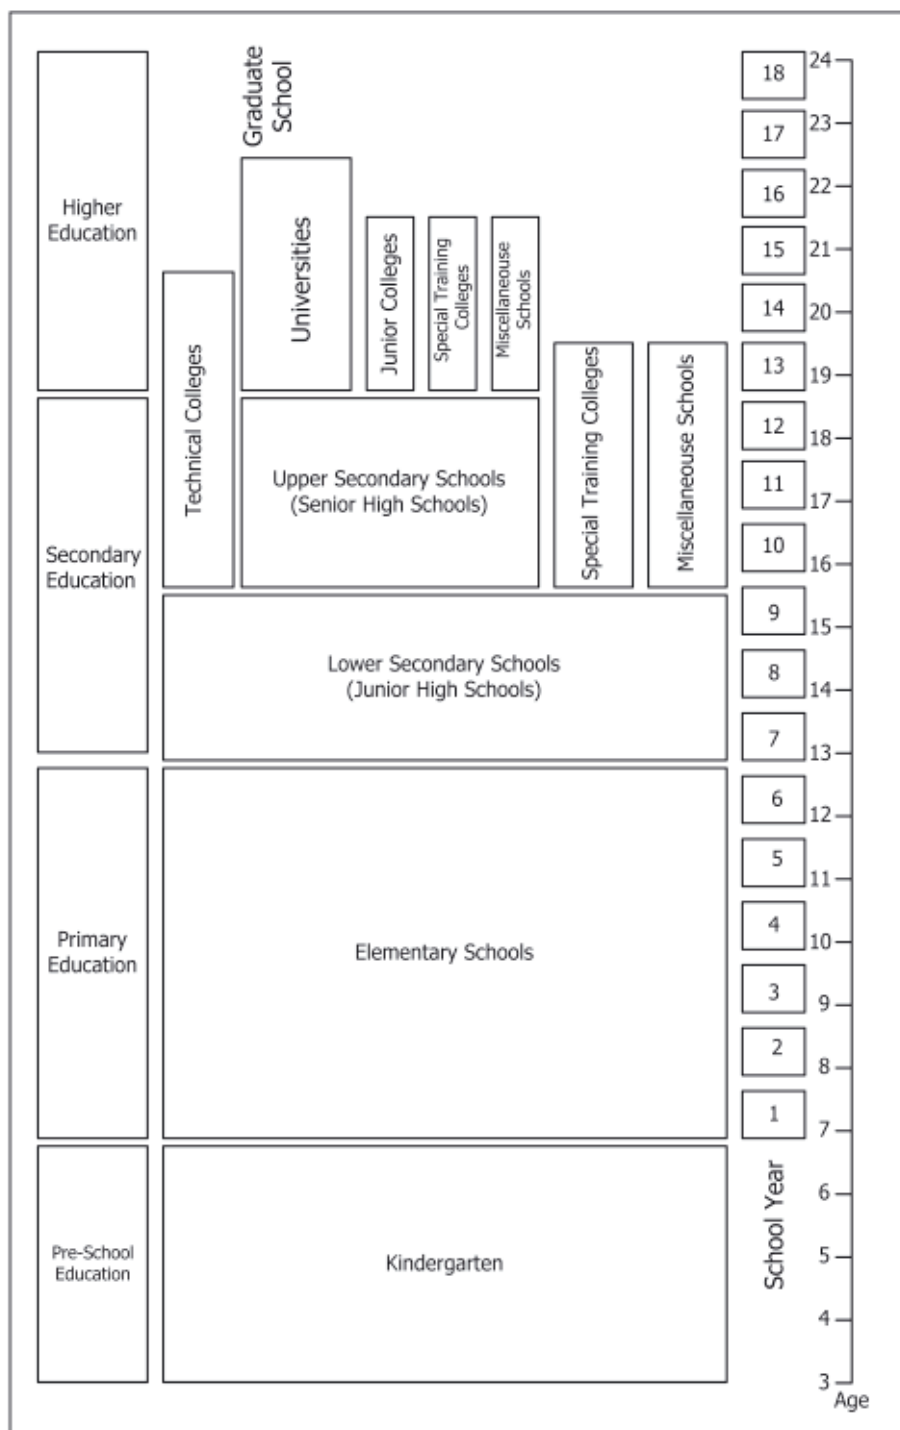 Graduate
School
Higher
Education
Universities
Junior Colleges
Special Training
Colleges
Miscellaneouse
Schools
Technical Colleges
Secondary
Education
Upper Secondary Schools
(Senior High Schools)
Special Training Colleges
Miscellaneouse Schools
Lower Secondary Schools
(Junior High Schools)
Primary
Education
Elementary Schools
Pre-School
Education
Kindergarten
18
17
16
15
14
13
12
11
10
9
8
7
6
5
4
3
2
1
School Year
24
23
22
21
20
19
18
17
16
15
14
13
12
11
10
9
8
7
6
5
4
3
Age